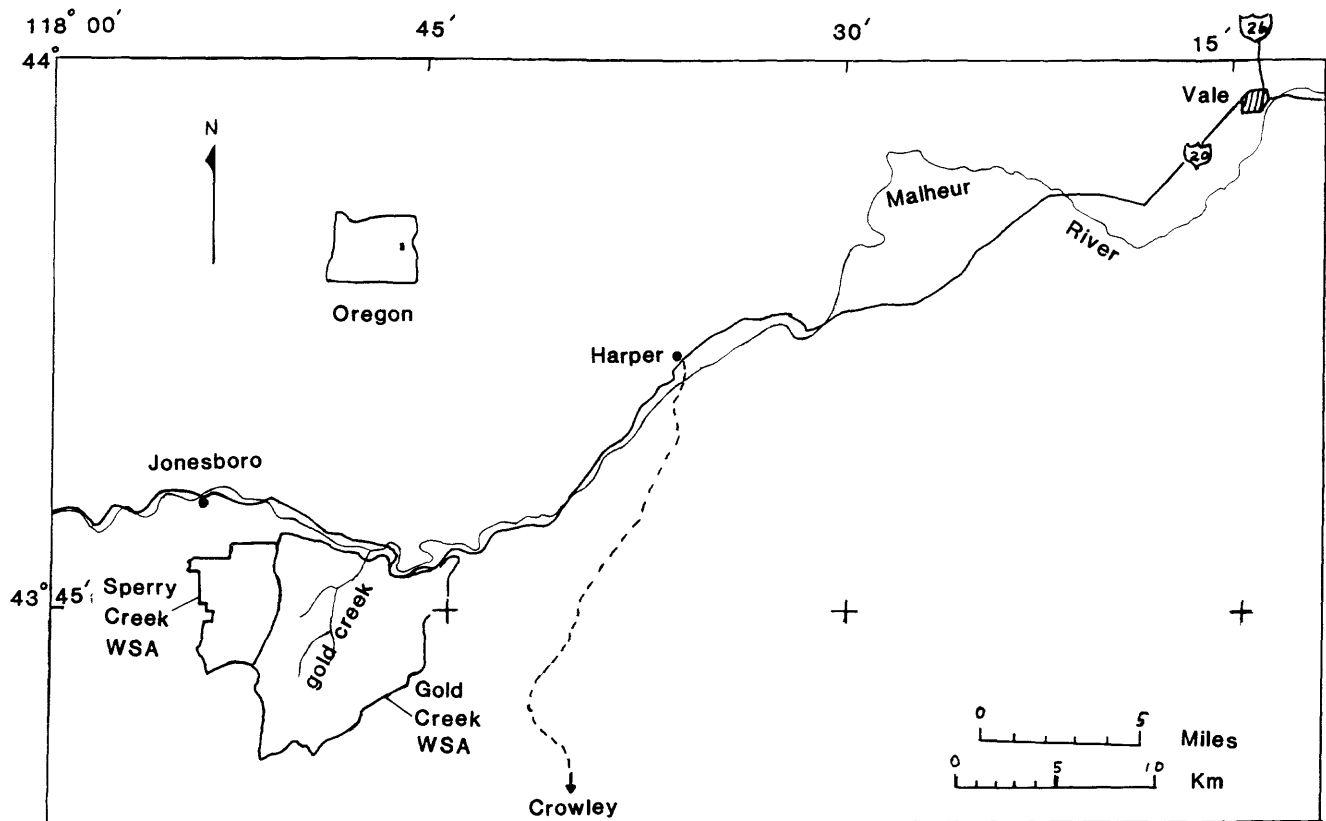 118° 00′
45′
30′
15′
26
44°
Vale
N
20
Malheur
River
Oregon
Harper
Jonesboro
43° 45′
Sperry
Creek
WSA
gold creek
Gold
Creek
WSA
0 5
Miles
0 5 10
Km
Crowley